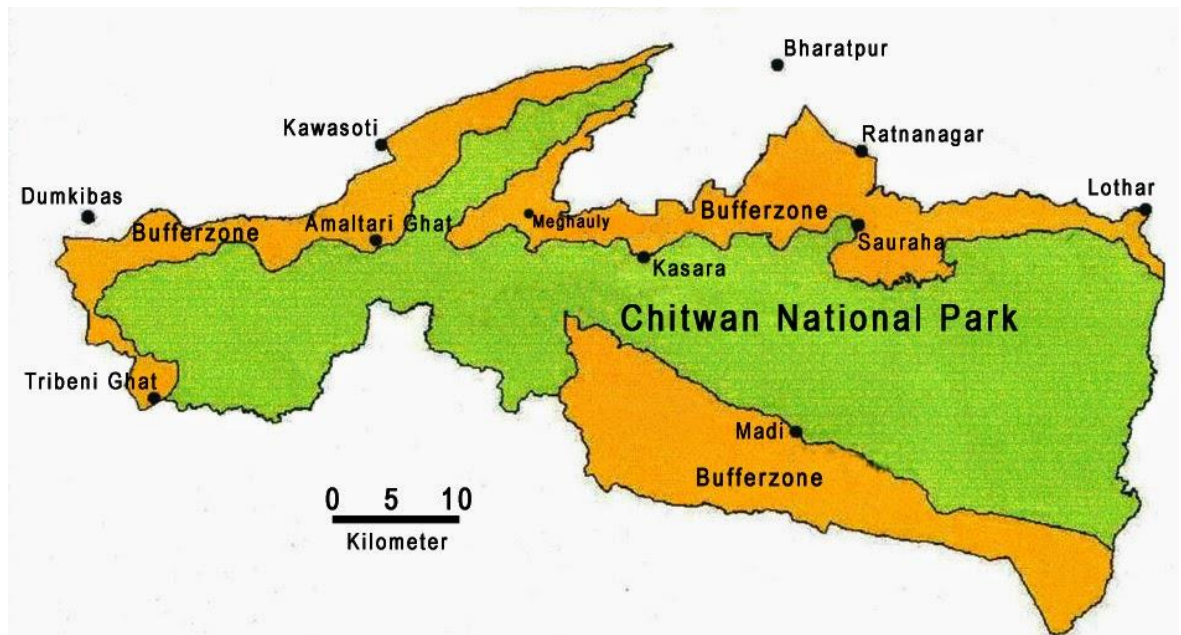 Bharatpur
Kawasoti
Ratnanagar
Dumkibas
Lothar
Bufferzone
Amaltari Ghat
Meghauly
Bufferzone
Sauraha
Kasara
Chitwan National Park
Tribeni Ghat
Madi
Bufferzone
0 5 10
Kilometer